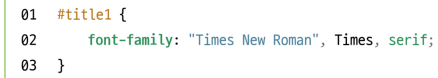 01 #title1 {
02     font-family: "Times New Roman", Times, serif;
03 }